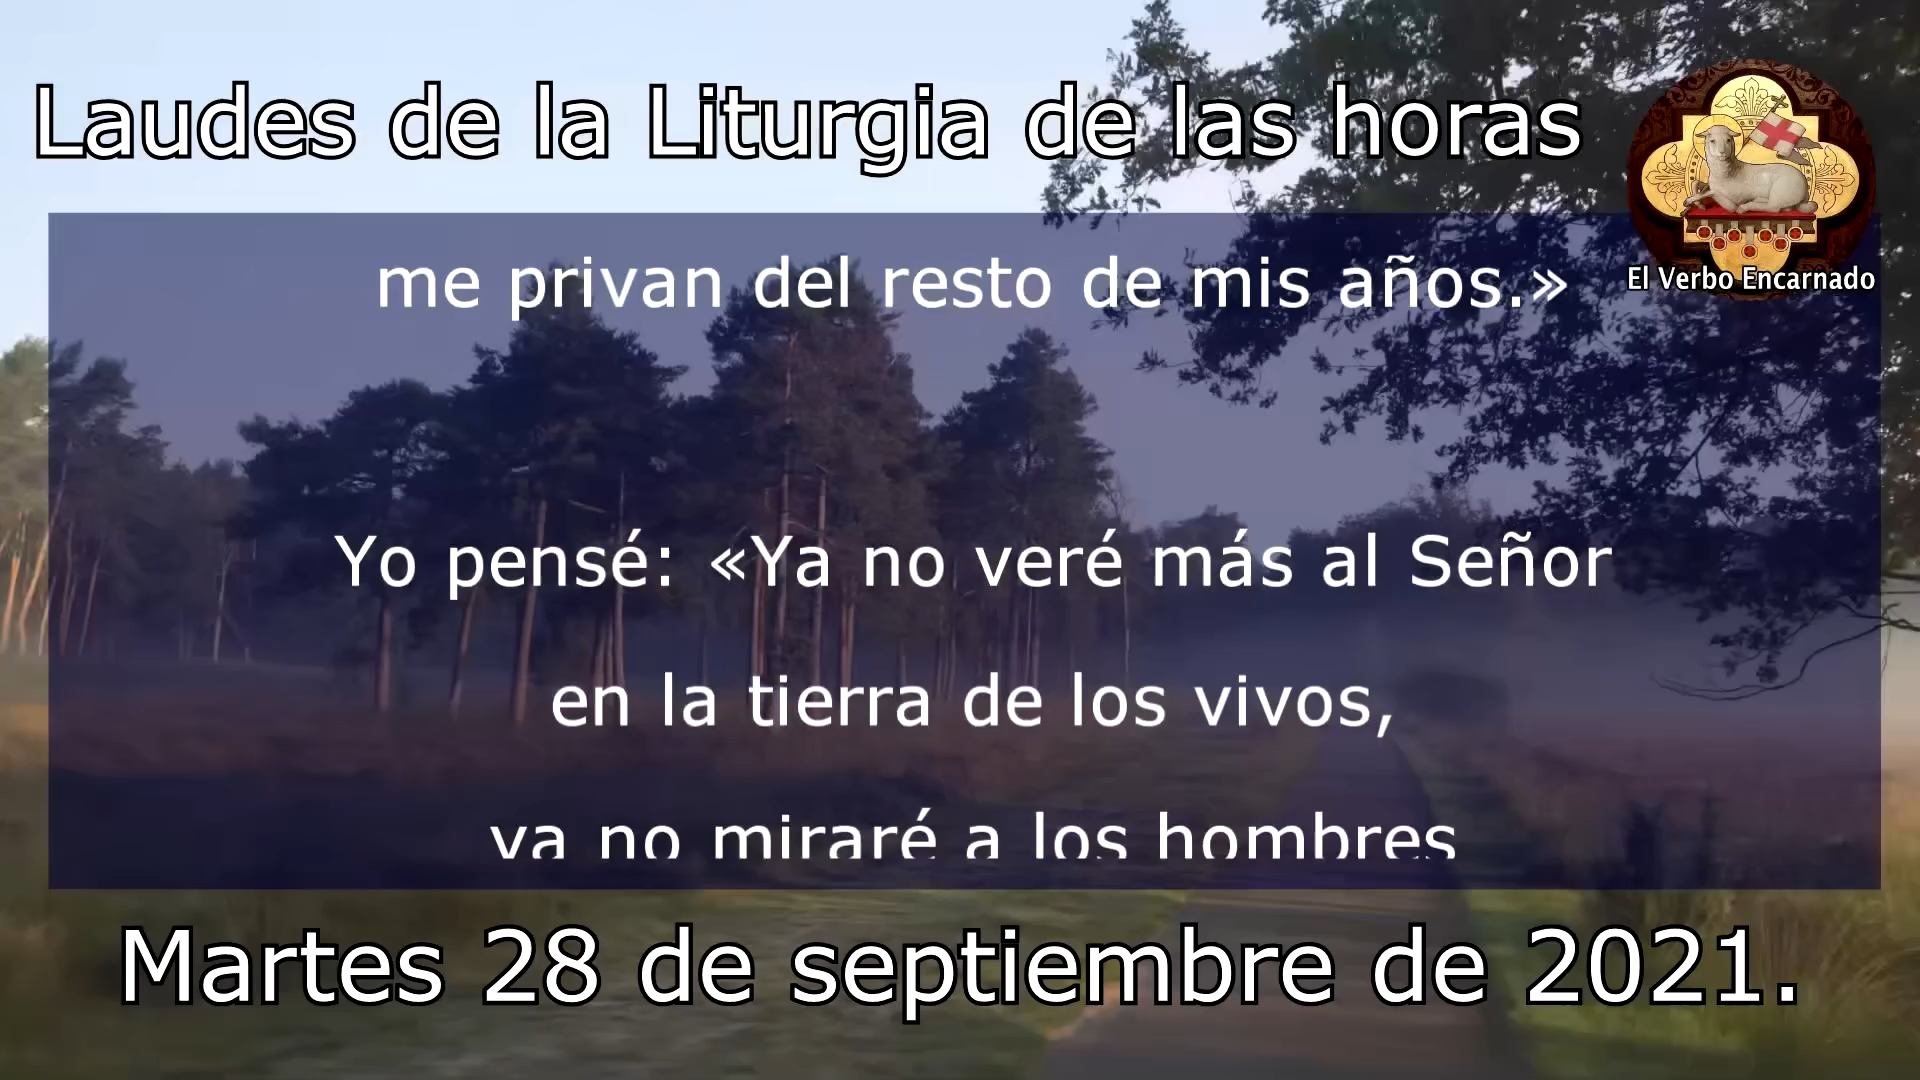 Laudes de la Liturgia de las horas
El Verbo Encarnado
me privan del resto de mis años.»
Yo pensé: «Ya no veré más al Señor
en la tierra de los vivos,
ya no miraré a los hombres
Martes 28 de septiembre de 2021.